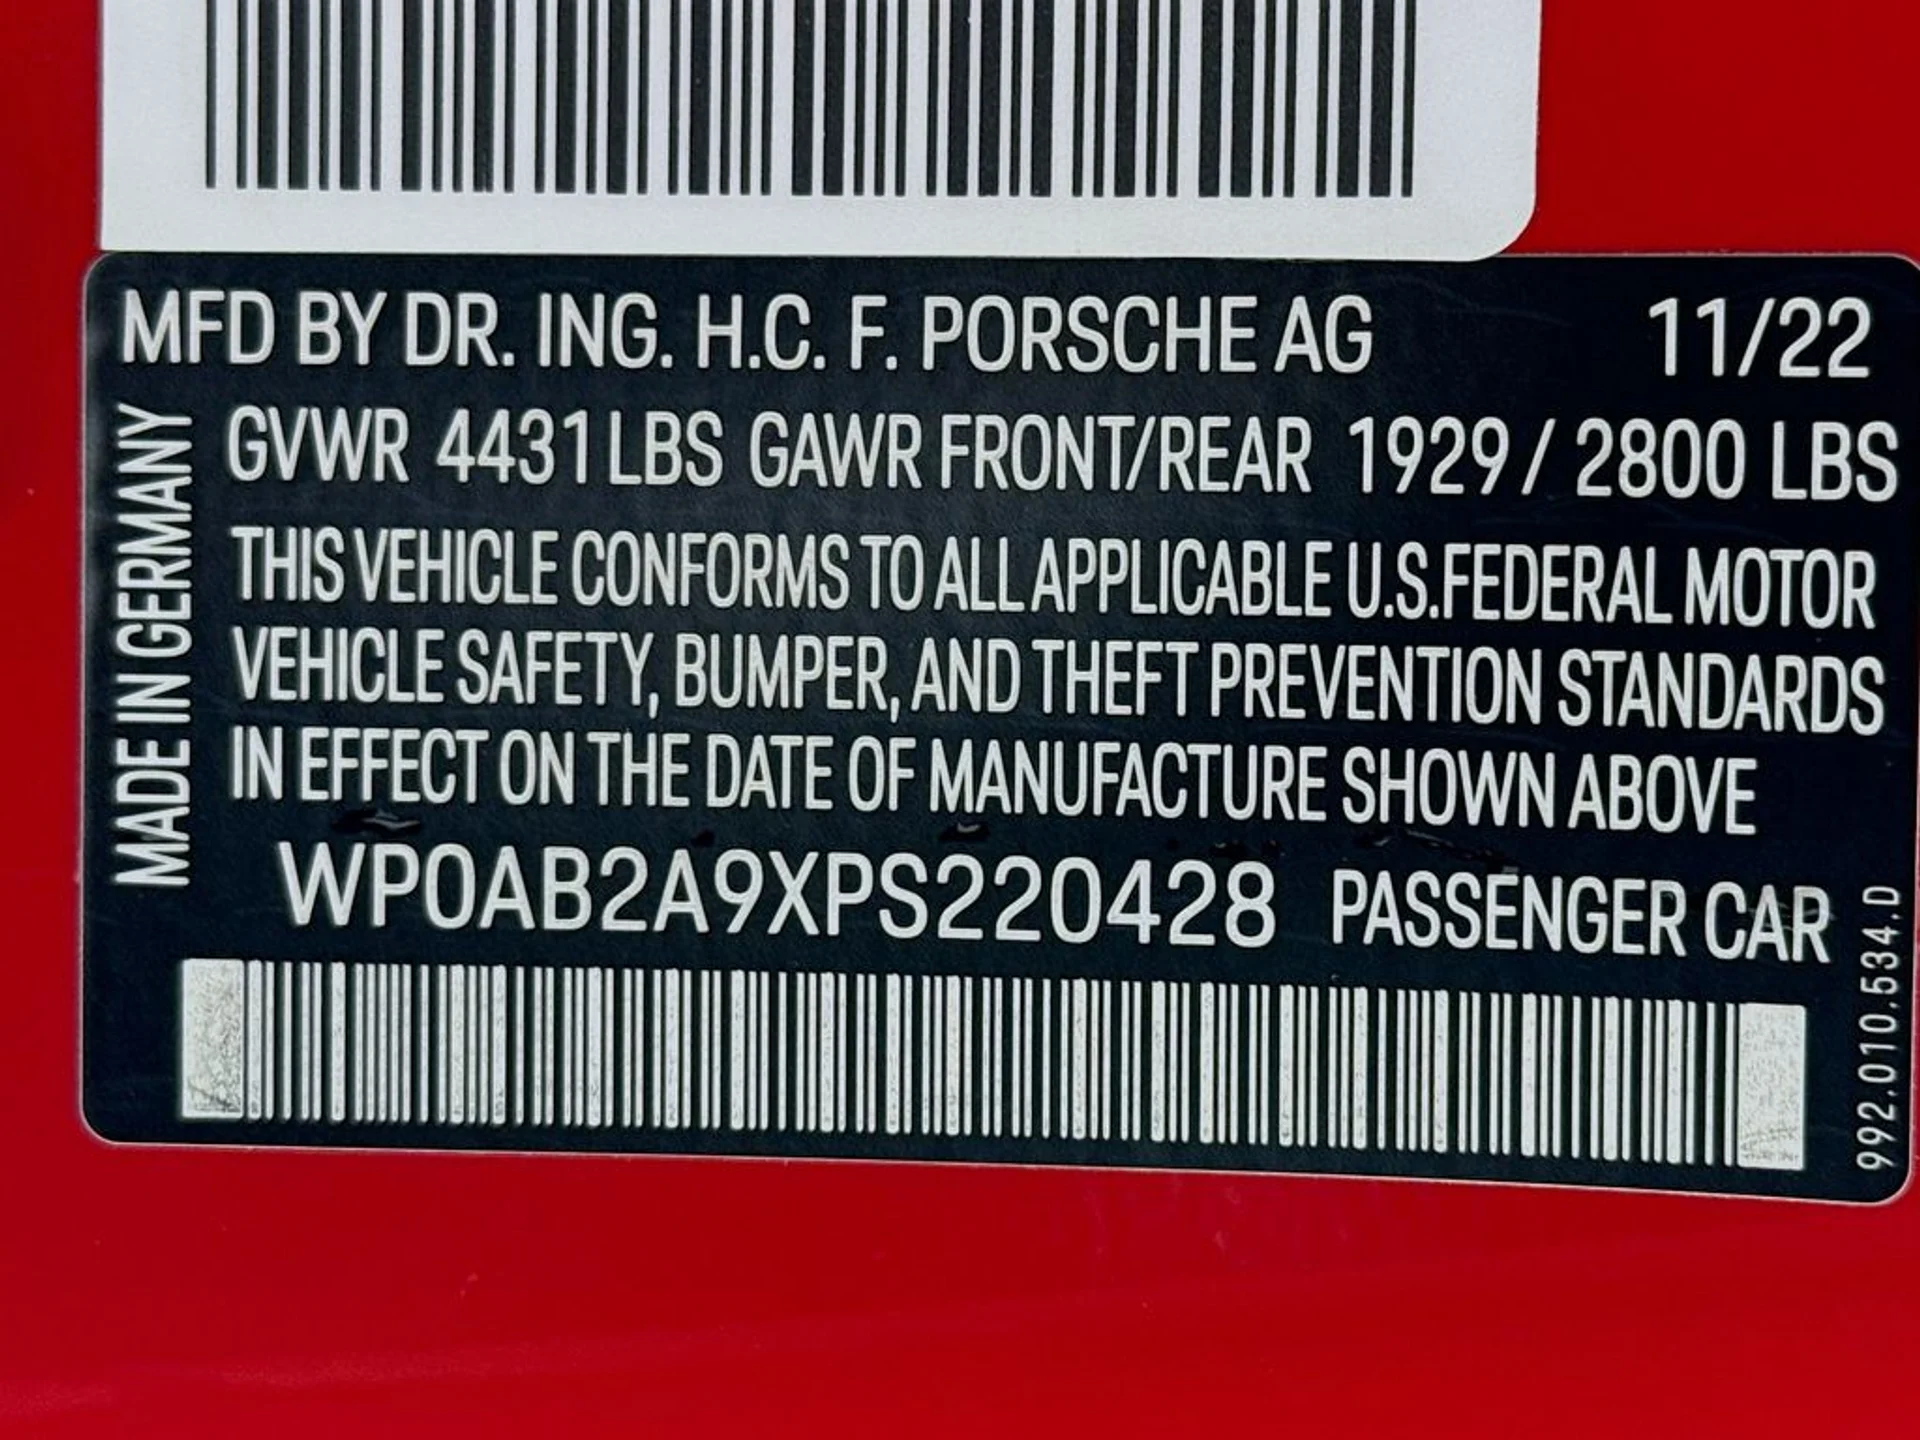 MFD BY DR. ING. H.C. F. PORSCHE AG 11/22
GVWR 4431 LBS GAWR FRONT/REAR 1929 / 2800 LBS
THIS VEHICLE CONFORMS TO ALL APPLICABLE U.S.FEDERAL MOTOR
VEHICLE SAFETY, BUMPER, AND THEFT PREVENTION STANDARDS
IN EFFECT ON THE DATE OF MANUFACTURE SHOWN ABOVE
WP0AB2A9XPS220428 PASSENGER CAR
MADE IN GERMANY
992.010.534.D